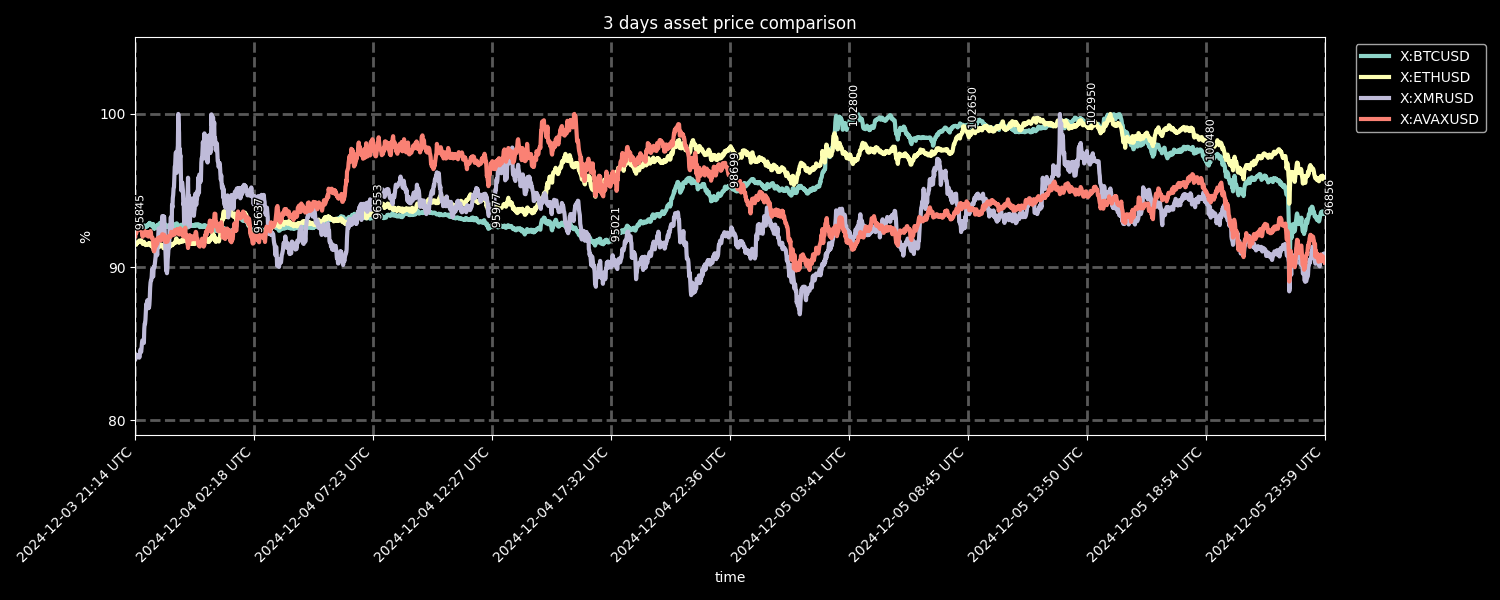 3 days asset price comparison
X:BTCUSD
X:ETHUSD
X:XMRUSD
X:AVAXUSD
100
90
80
%
95845
95637
96553
95977
95021
98699
102800
102650
102950
100480
96856
2024-12-03 21:14 UTC
2024-12-04 02:18 UTC
2024-12-04 07:23 UTC
2024-12-04 12:27 UTC
2024-12-04 17:32 UTC
2024-12-04 22:36 UTC
2024-12-05 03:41 UTC
2024-12-05 08:45 UTC
2024-12-05 13:50 UTC
2024-12-05 18:54 UTC
2024-12-05 23:59 UTC
time